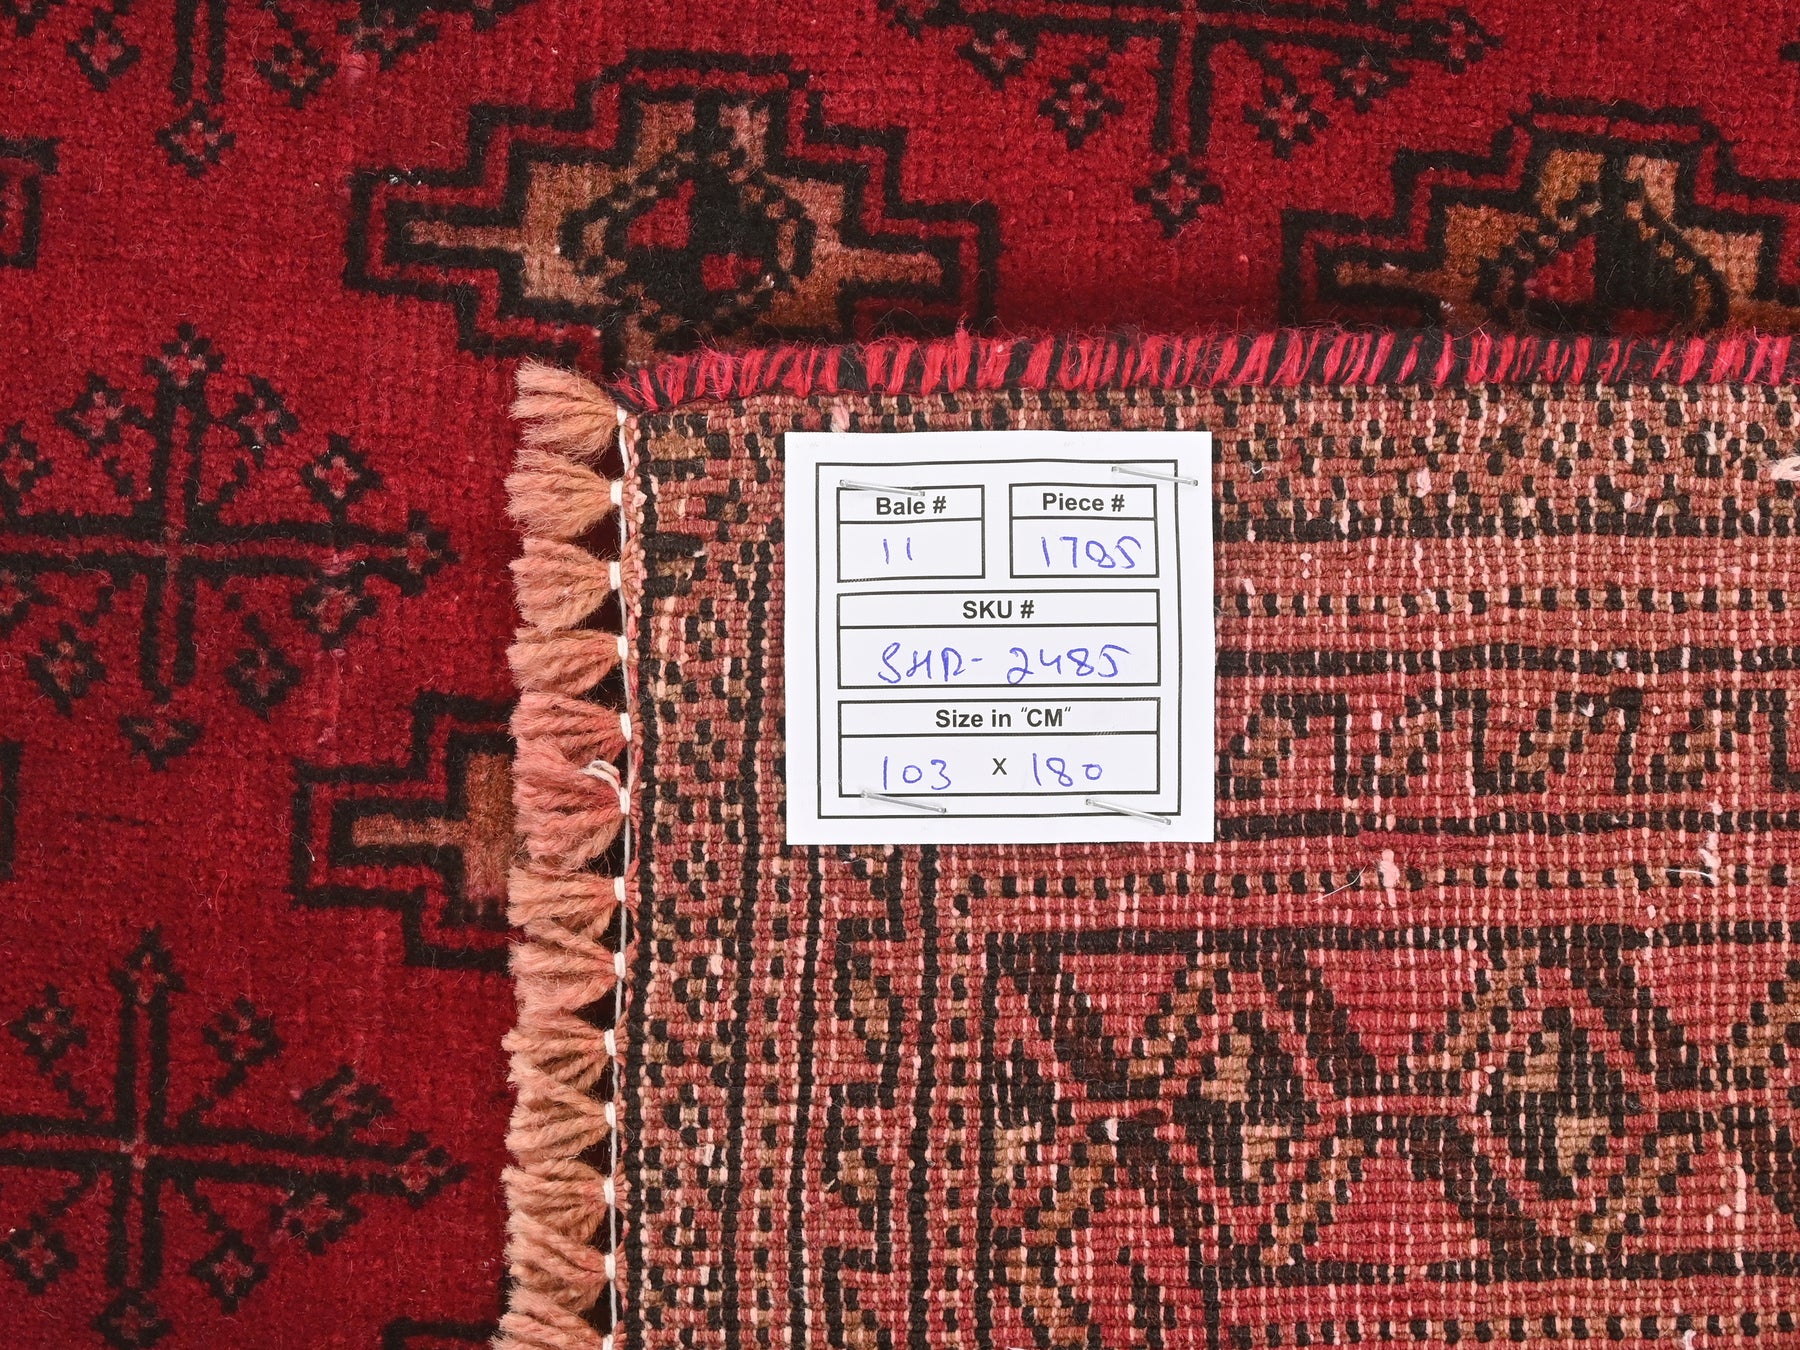 Bale # Piece #
11 1785
SKU #
SHR- 2485
Size in "CM"
103 x 180